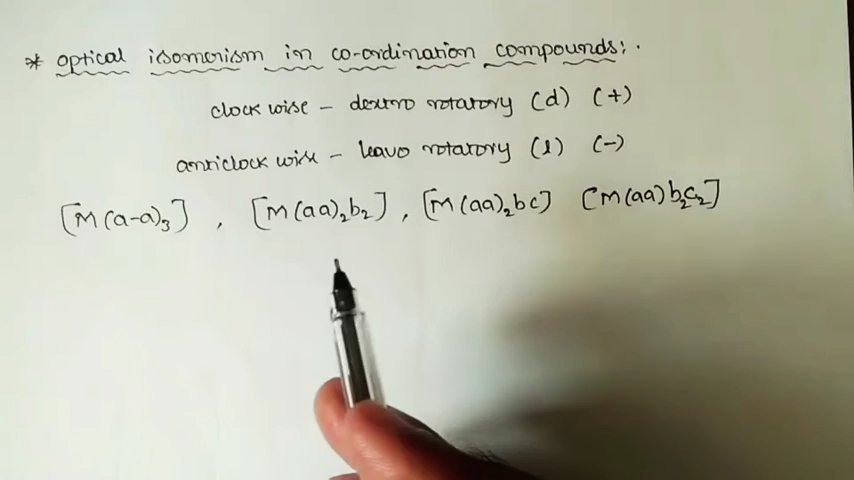 * optical isomerism in co-ordination compounds:.
clock wise - dextro rotatory (d) (+)
anticlock wise - leavo rotatory (l) (-)
[M(a-a)₃] , [M(aa)₂b₂] , [M(aa)₂bc] [M(aa)b₂c₂]